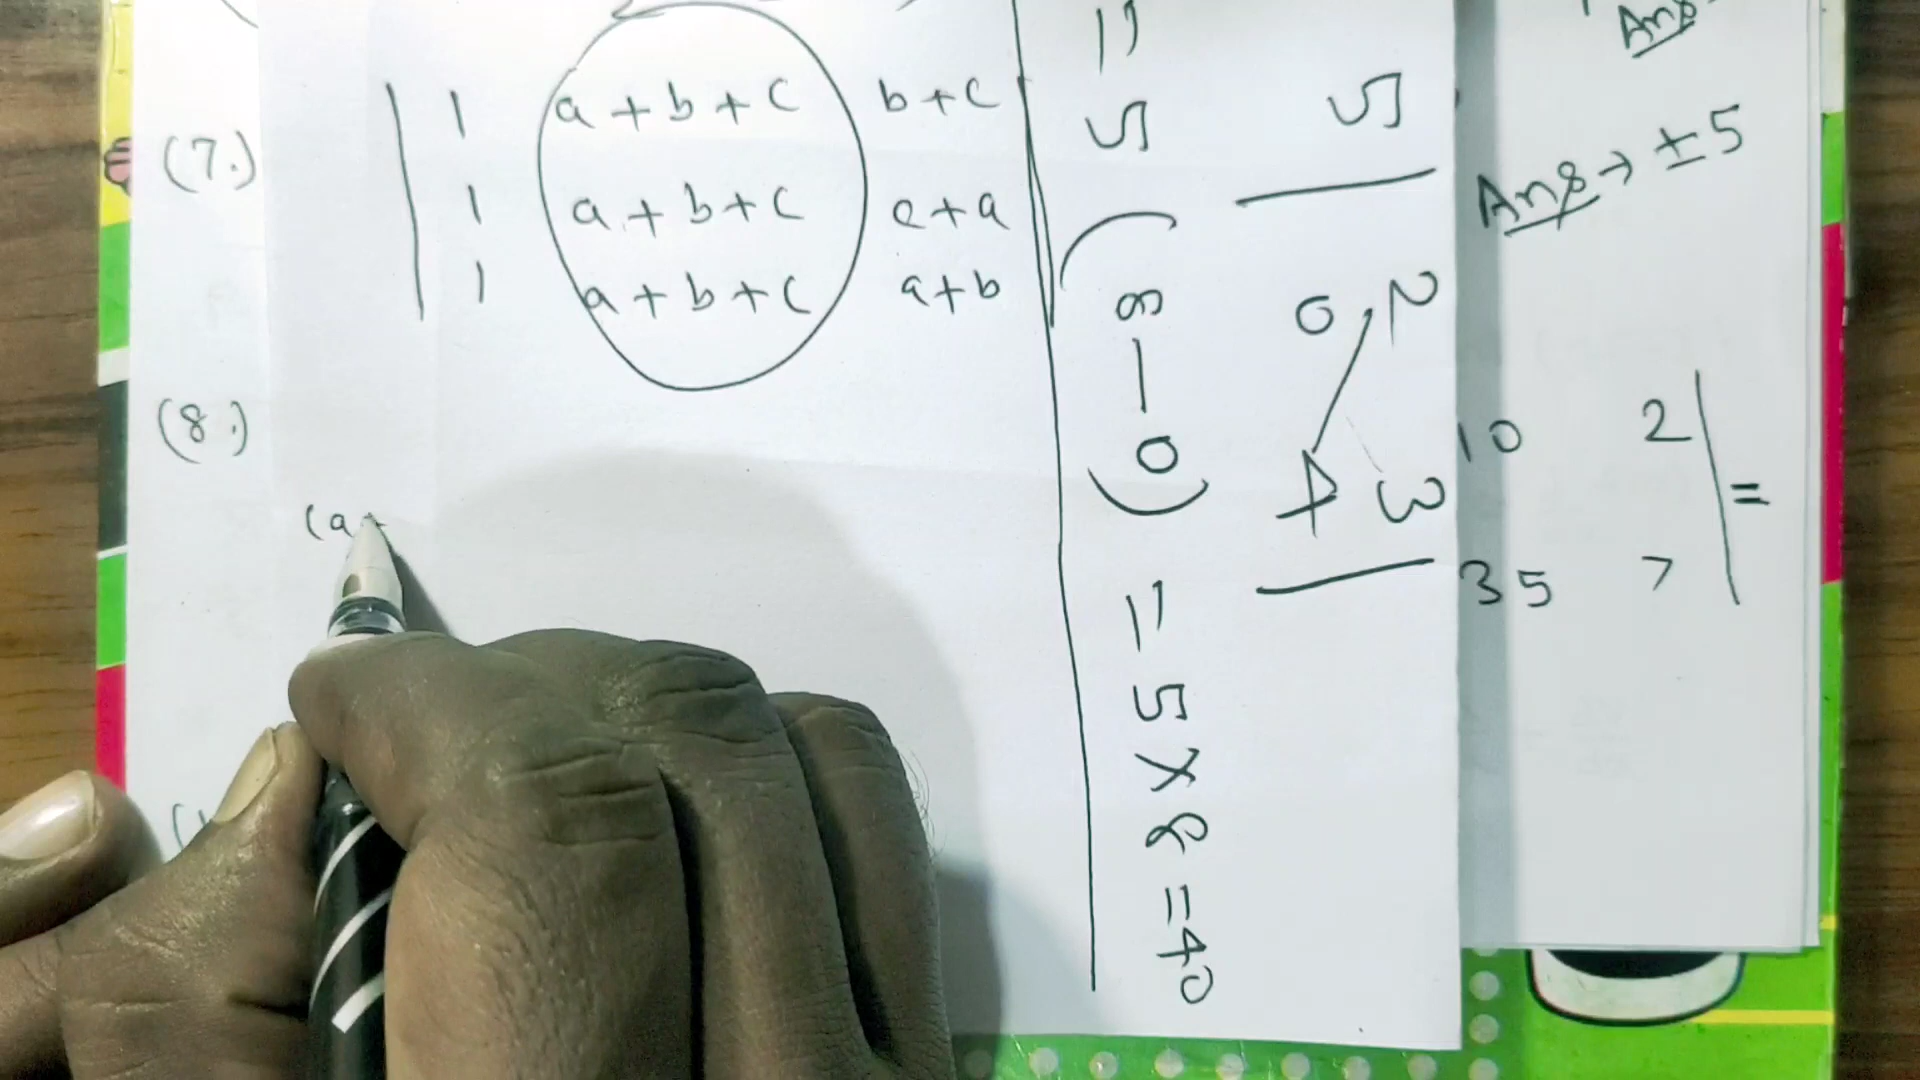 (7.) | 1 a+b+c b+c |
| 1 a+b+c c+a |
| 1 a+b+c a+b |
(8.)
(a+
= 5 (8-0) = 5×8 = 40
5
0, 2
4 3
Ans
Ans → ±5
10 2 | =
35 7 |